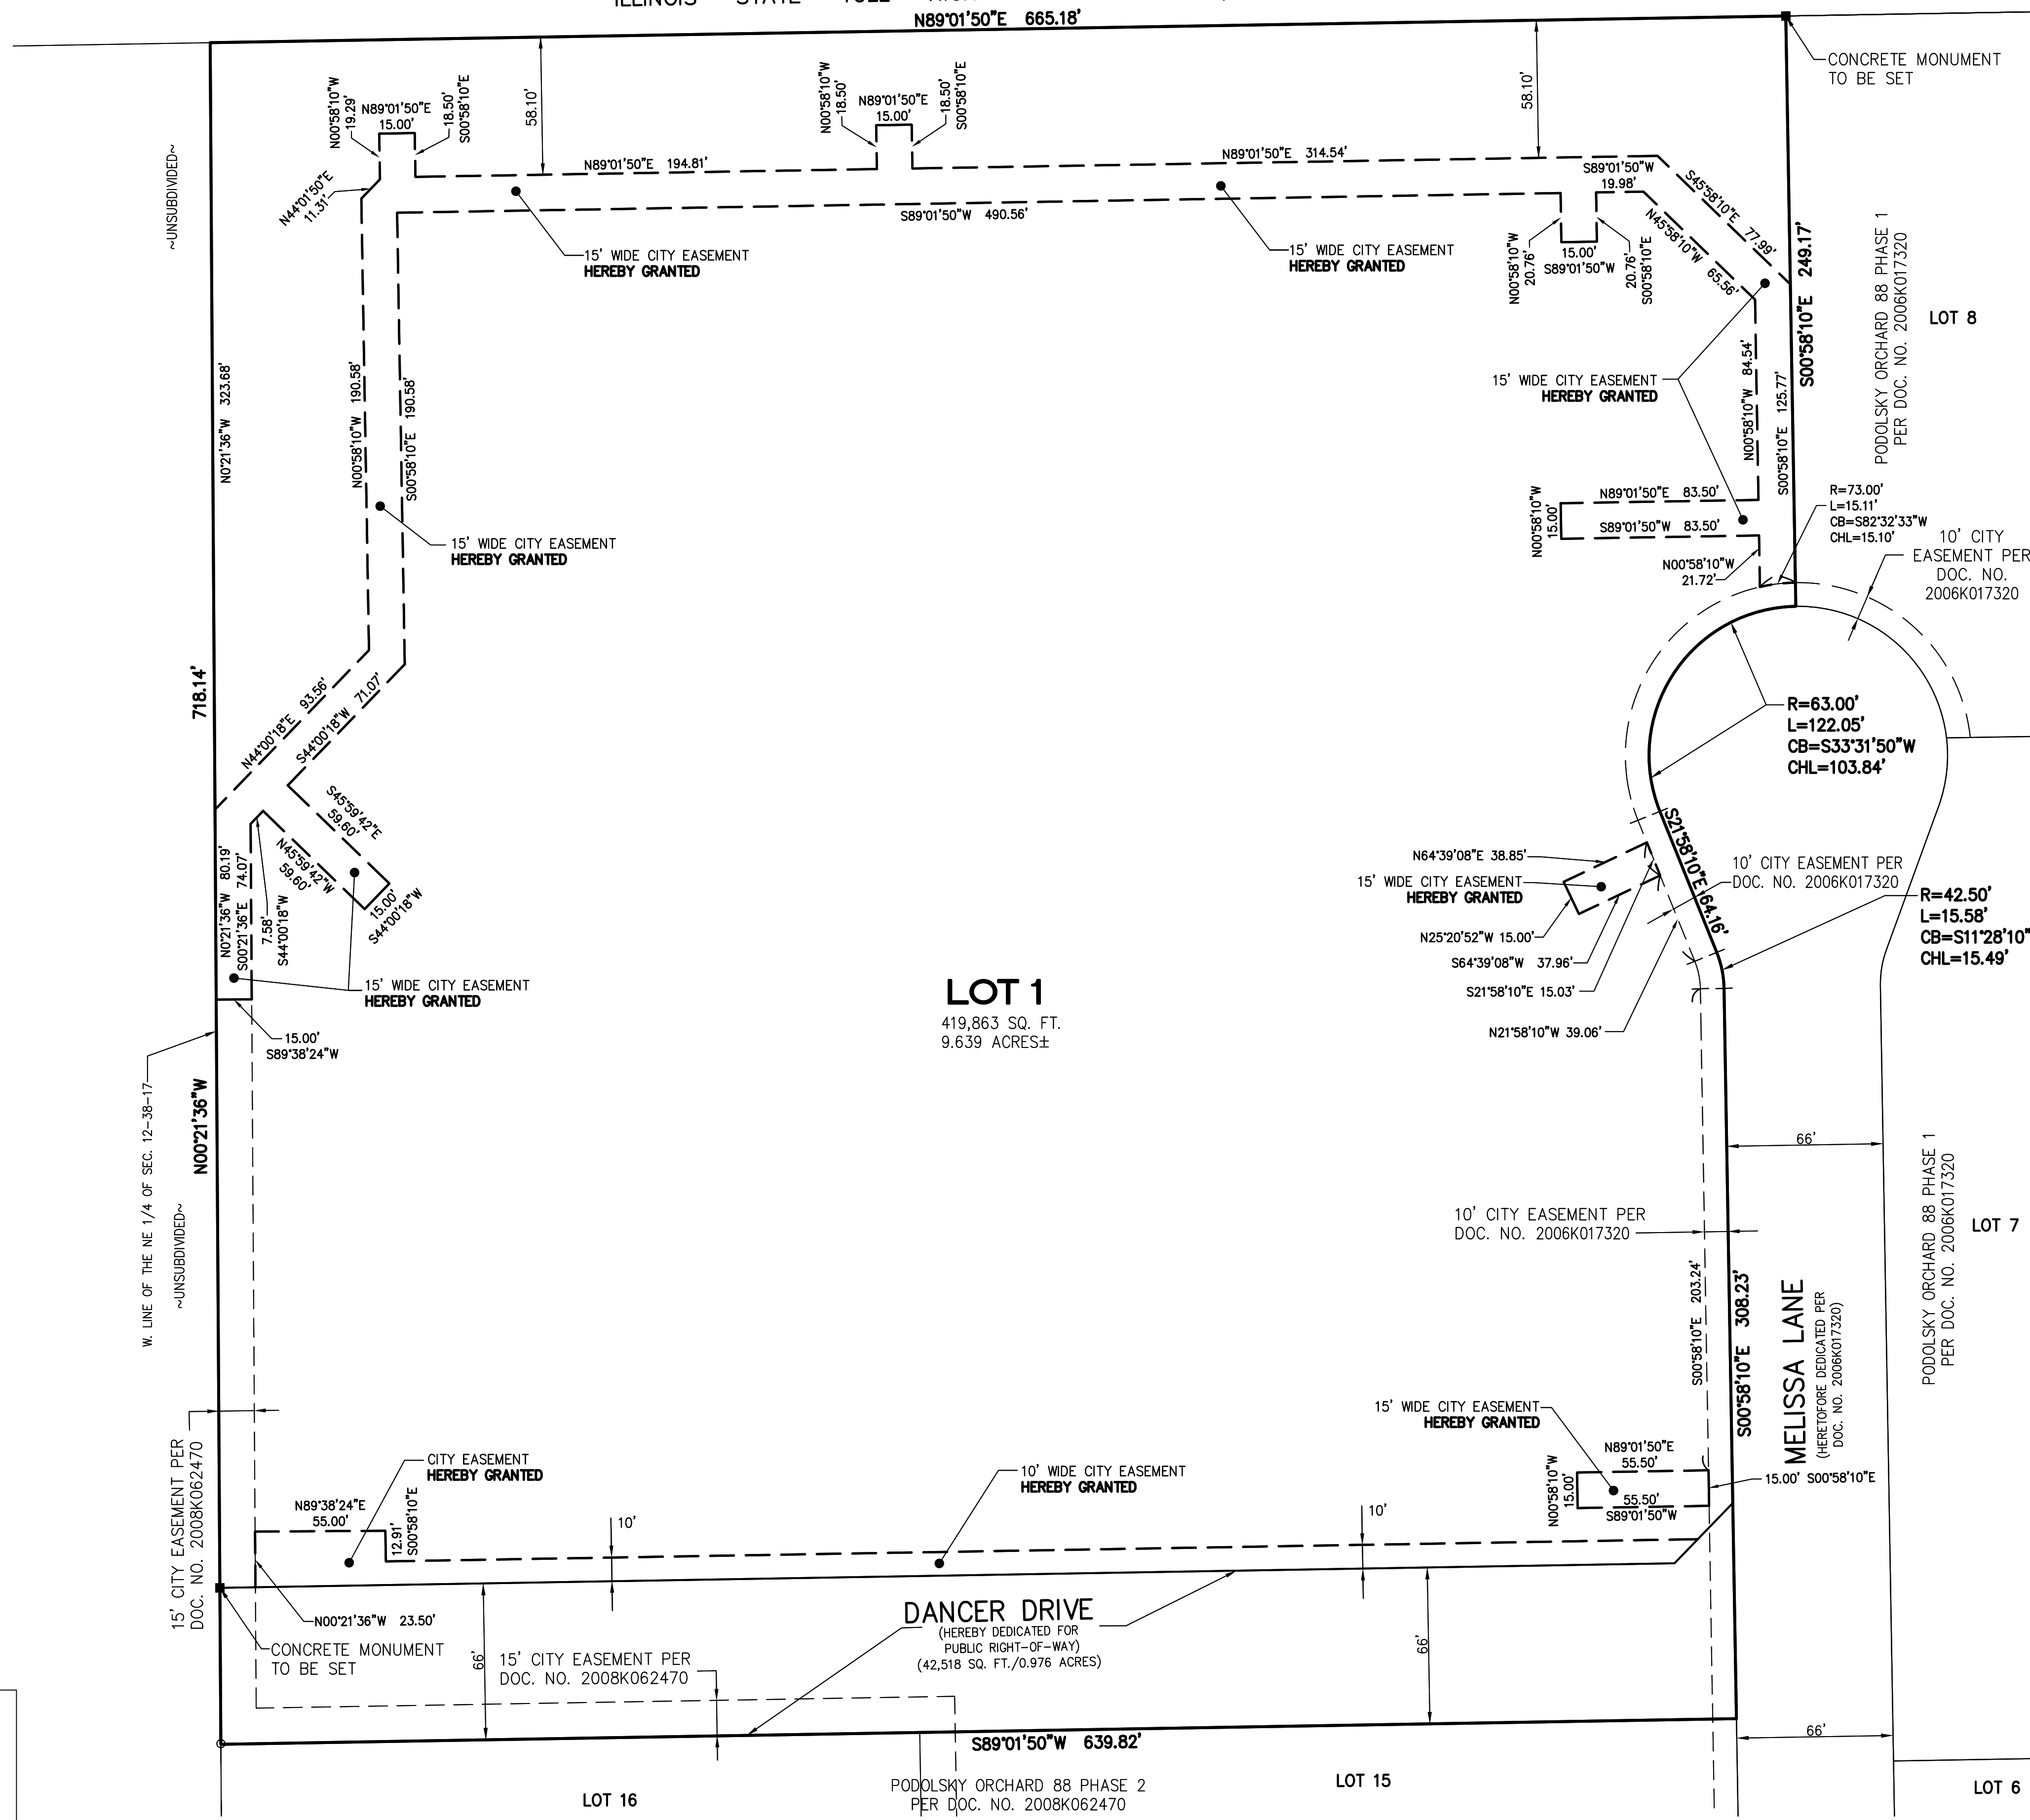 N89°01'50"E 665.18'
CONCRETE MONUMENT
TO BE SET
58.10'
58.10'
N00°58'10"W
19.29'
N89°01'50"E
15.00'
18.50'
S00°58'10"E
N00°58'10"W
18.50'
N89°01'50"E
15.00'
18.50'
S00°58'10"E
~UNSUBDIVIDED~
N44°01'50"E
11.31'
N89°01'50"E 194.81'
N89°01'50"E 314.54'
S89°01'50"W
19.98'
S45°58'10"E 77.99'
S89°01'50"W 490.56'
15' WIDE CITY EASEMENT
HEREBY GRANTED
15' WIDE CITY EASEMENT
HEREBY GRANTED
N00°58'10"W
20.76'
15.00'
S89°01'50"W
20.76'
S00°58'10"E
N45°58'10"W 65.56'
S00°58'10"E 249.17'
PODOLSKY ORCHARD 88 PHASE 1
PER DOC. NO. 2006K017320
LOT 8
N0°21'36"W 323.68'
N00°58'10"W 190.58'
S00°58'10"E 190.58'
15' WIDE CITY EASEMENT
HEREBY GRANTED
N00°58'10"W 84.54'
S00°58'10"E 125.77'
15' WIDE CITY EASEMENT
HEREBY GRANTED
N89°01'50"E 83.50'
S89°01'50"W 83.50'
N00°58'10"W
15.00'
N00°58'10"W
21.72'
R=73.00'
L=15.11'
CB=S82°32'33"W
CHL=15.10'
10' CITY
EASEMENT PER
DOC. NO.
2006K017320
718.14'
N44°00'18"E 93.56'
S44°00'18"W 71.07'
R=63.00'
L=122.05'
CB=S33°31'50"W
CHL=103.84'
S45°59'42"E
59.60'
N45°59'42"W
59.60'
15.00'
S44°00'18"W
N0°21'36"W 80.19'
S00°21'36"E 74.07'
7.58'
S44°00'18"W
15' WIDE CITY EASEMENT
HEREBY GRANTED
15.00'
S89°38'24"W
S21°58'10"E 64.16'
N64°39'08"E 38.85'
15' WIDE CITY EASEMENT
HEREBY GRANTED
N25°20'52"W 15.00'
S64°39'08"W 37.96'
S21°58'10"E 15.03'
N21°58'10"W 39.06'
10' CITY EASEMENT PER
DOC. NO. 2006K017320
R=42.50'
L=15.58'
CB=S11°28'10"
CHL=15.49'
LOT 1
419,863 SQ. FT.
9.639 ACRES±
W. LINE OF THE NE 1/4 OF SEC. 12-38-17
~UNSUBDIVIDED~
N00°21'36"W
66'
10' CITY EASEMENT PER
DOC. NO. 2006K017320
S00°58'10"E 203.24'
S00°58'10"E 308.23'
MELISSA LANE
(HERETOFORE DEDICATED PER
DOC. NO. 2006K017320)
PODOLSKY ORCHARD 88 PHASE 1
PER DOC. NO. 2006K017320
LOT 7
15' CITY EASEMENT PER
DOC. NO. 2008K062470
CITY EASEMENT
HEREBY GRANTED
N89°38'24"E
55.00'
12.91'
S00°58'10"E
10' WIDE CITY EASEMENT
HEREBY GRANTED
10'
10'
15' WIDE CITY EASEMENT
HEREBY GRANTED
N89°01'50"E
55.50'
N00°58'10"W
15.00'
55.50'
S89°01'50"W
15.00' S00°58'10"E
N00°21'36"W 23.50'
CONCRETE MONUMENT
TO BE SET
66'
15' CITY EASEMENT PER
DOC. NO. 2008K062470
DANCER DRIVE
(HEREBY DEDICATED FOR
PUBLIC RIGHT-OF-WAY)
(42,518 SQ. FT./0.976 ACRES)
66'
66'
S89°01'50"W 639.82'
LOT 16
PODOLSKY ORCHARD 88 PHASE 2
PER DOC. NO. 2008K062470
LOT 15
LOT 6